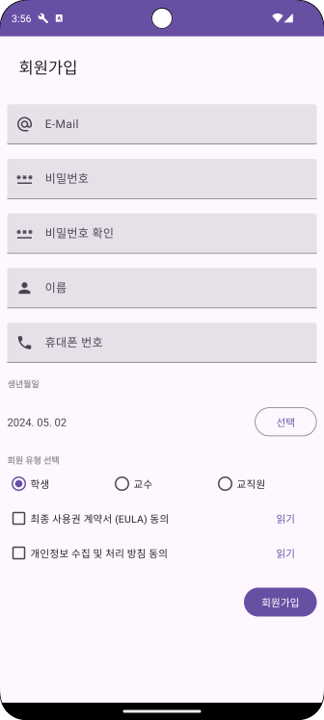 3:56
회원가입
E-Mail
비밀번호
비밀번호 확인
이름
휴대폰 번호
생년월일
2024. 05. 02 선택
회원 유형 선택
학생 교수 교직원
최종 사용권 계약서 (EULA) 동의 읽기
개인정보 수집 및 처리 방침 동의 읽기
회원가입